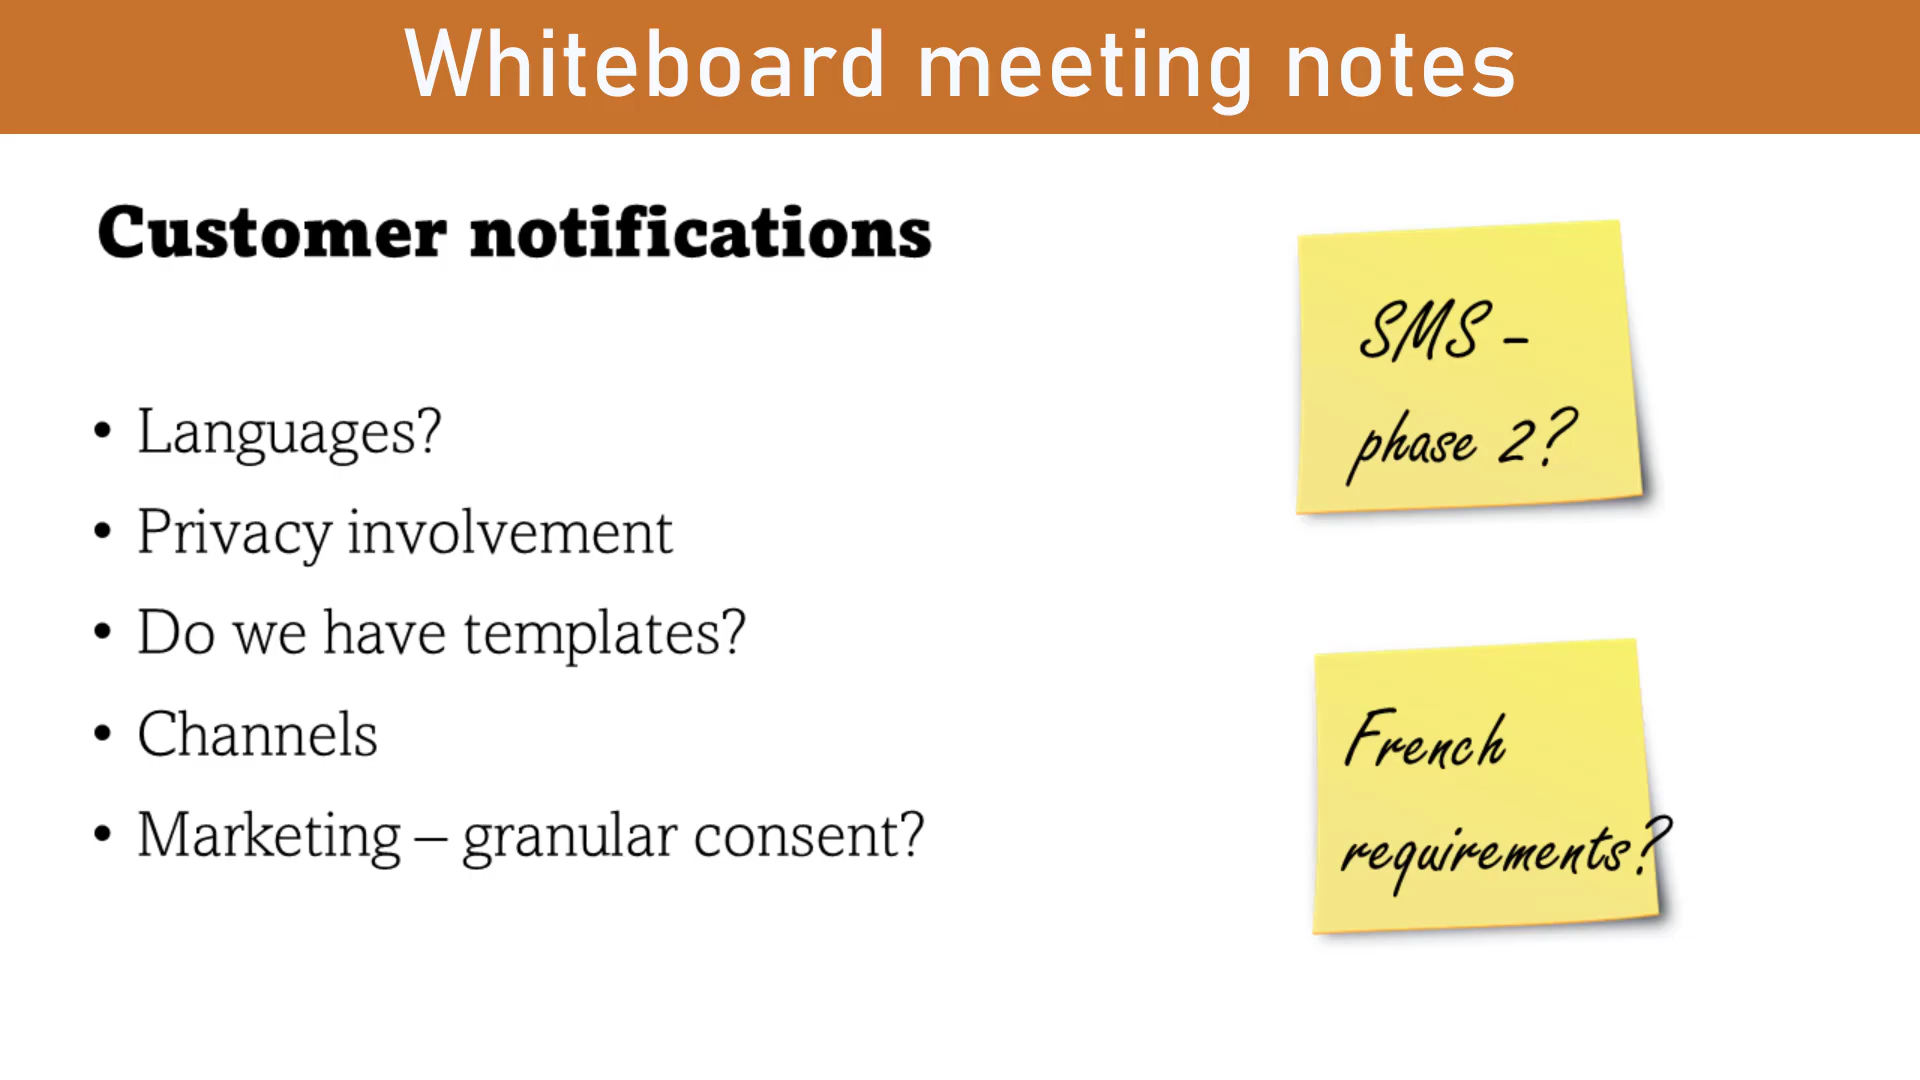 Whiteboard meeting notes
Customer notifications
• Languages?
• Privacy involvement
• Do we have templates?
• Channels
• Marketing – granular consent?
SMS –
phase 2?
French
requirements?